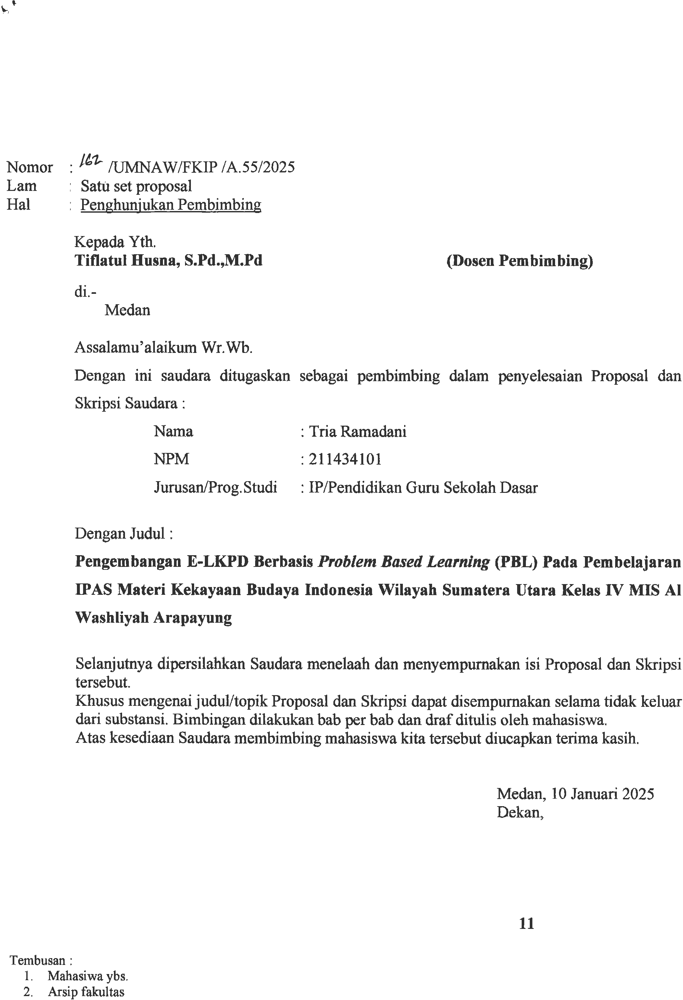 Nomor : 162 /UMNAW/FKIP /A.55/2025
Lam : Satu set proposal
Hal : Penghunjukan Pembimbing
Kepada Yth.
Tiflatul Husna, S.Pd.,M.Pd (Dosen Pembimbing)
di.-
Medan
Assalamu’alaikum Wr.Wb.
Dengan ini saudara ditugaskan sebagai pembimbing dalam penyelesaian Proposal dan
Skripsi Saudara :
Nama : Tria Ramadani
NPM : 211434101
Jurusan/Prog.Studi : IP/Pendidikan Guru Sekolah Dasar
Dengan Judul :
Pengembangan E-LKPD Berbasis Problem Based Learning (PBL) Pada Pembelajaran
IPAS Materi Kekayaan Budaya Indonesia Wilayah Sumatera Utara Kelas IV MIS Al
Washliyah Arapayung
Selanjutnya dipersilahkan Saudara menelaah dan menyempurnakan isi Proposal dan Skripsi
tersebut.
Khusus mengenai judul/topik Proposal dan Skripsi dapat disempurnakan selama tidak keluar
dari substansi. Bimbingan dilakukan bab per bab dan draf ditulis oleh mahasiswa.
Atas kesediaan Saudara membimbing mahasiswa kita tersebut diucapkan terima kasih.
Medan, 10 Januari 2025
Dekan,
11
Tembusan :
1. Mahasiwa ybs.
2. Arsip fakultas